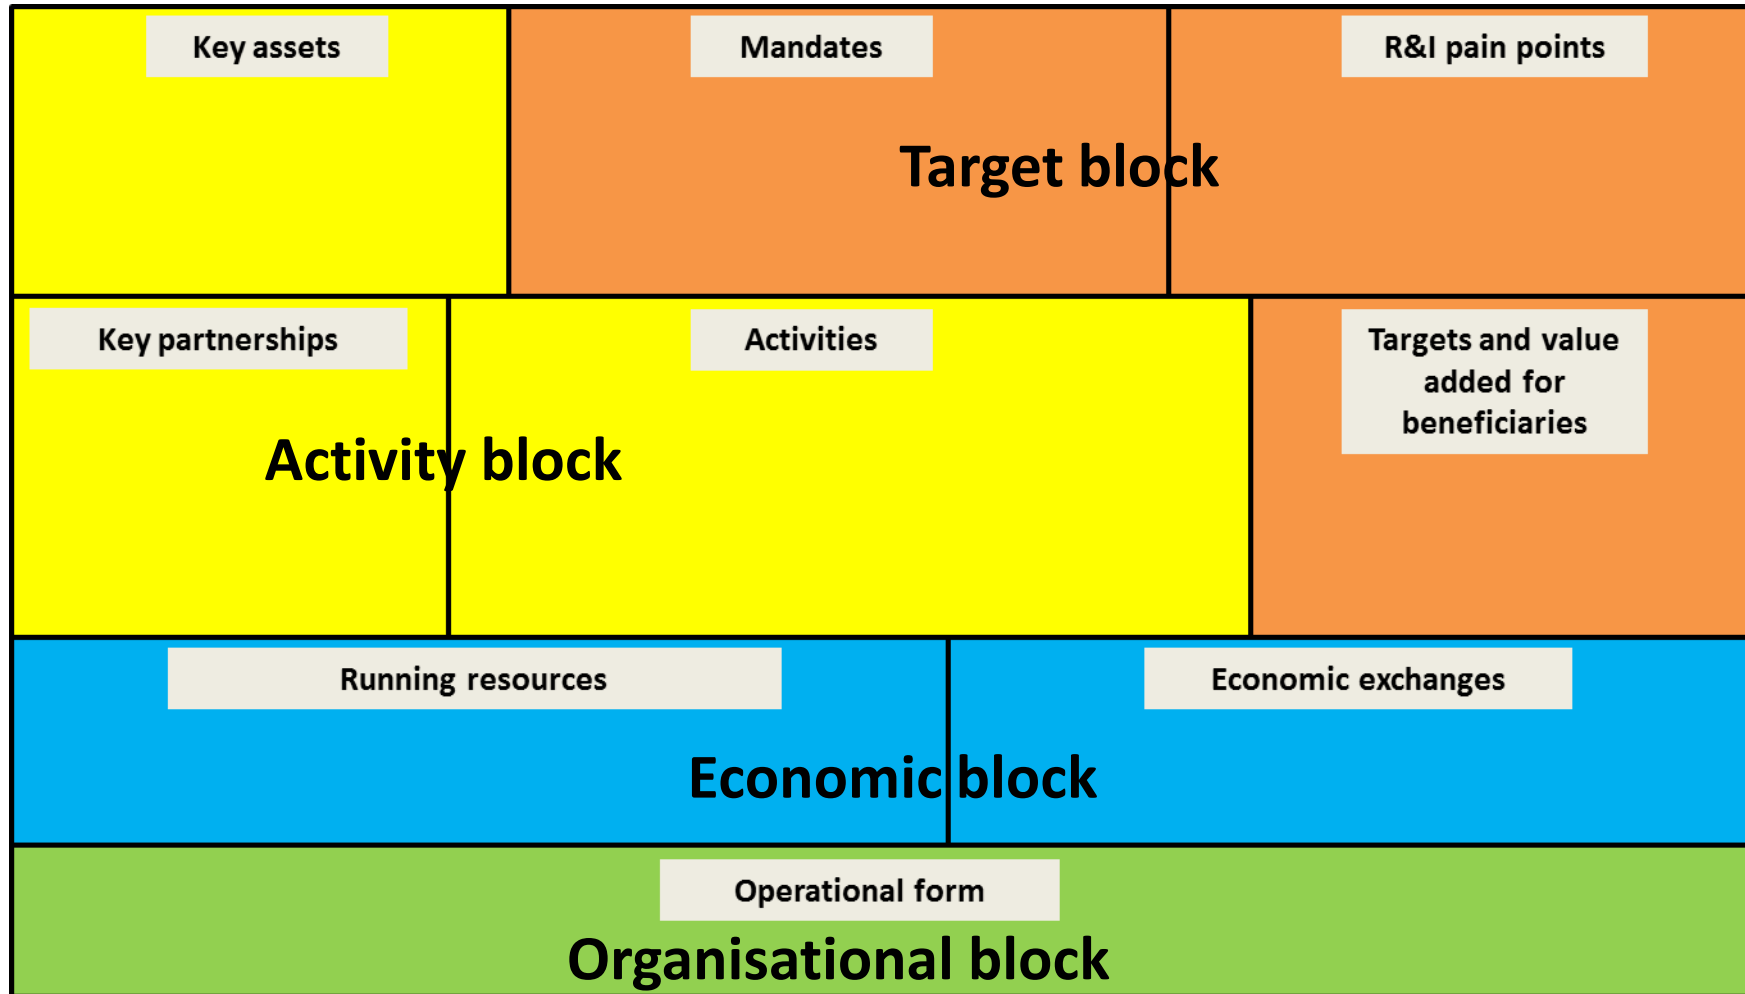 Key assets
Mandates
R&I pain points
Target block
Key partnerships
Activities
Targets and value
added for
beneficiaries
Activity block
Running resources
Economic exchanges
Economic block
Operational form
Organisational block